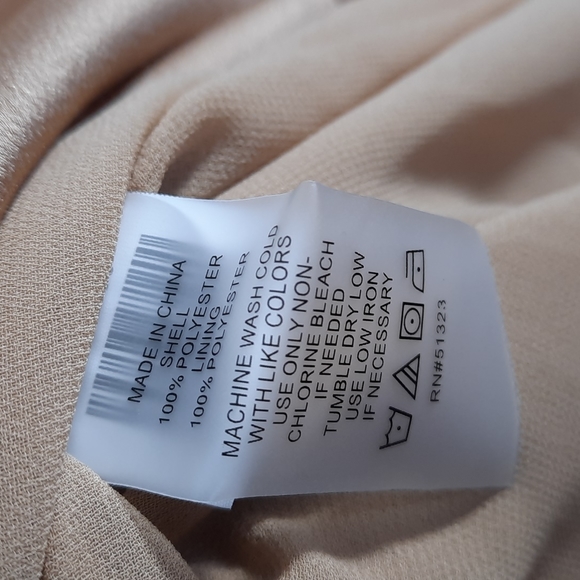 MADE IN CHINA
SHELL
100% POLYESTER
LINING
100% POLYESTER
MACHINE WASH COLD
WITH LIKE COLORS
USE ONLY NON-
CHLORINE BLEACH
IF NEEDED
TUMBLE DRY LOW
USE LOW IRON
IF NECESSARY
RN#51323